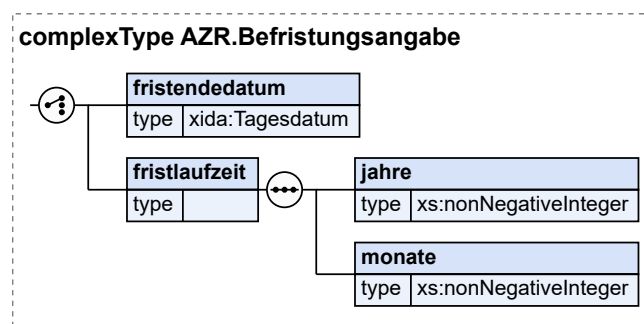 complexType AZR.Befristungsangabe
fristendedatum
type xida:Tagesdatum
fristlaufzeit
type
jahre
type xs:nonNegativeInteger
monate
type xs:nonNegativeInteger